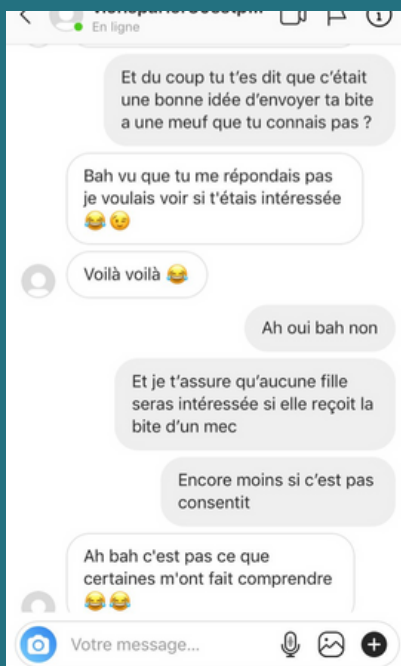 En ligne
Et du coup tu t'es dit que c'était
une bonne idée d'envoyer ta bite
a une meuf que tu connais pas ?
Bah vu que tu me répondais pas
je voulais voir si t'étais intéressée
😂😉
Voilà voilà 😂
Ah oui bah non
Et je t'assure qu'aucune fille
seras intéressée si elle reçoit la
bite d'un mec
Encore moins si c'est pas
consentit
Ah bah c'est pas ce que
certaines m'ont fait comprendre
😂😂
Votre message...